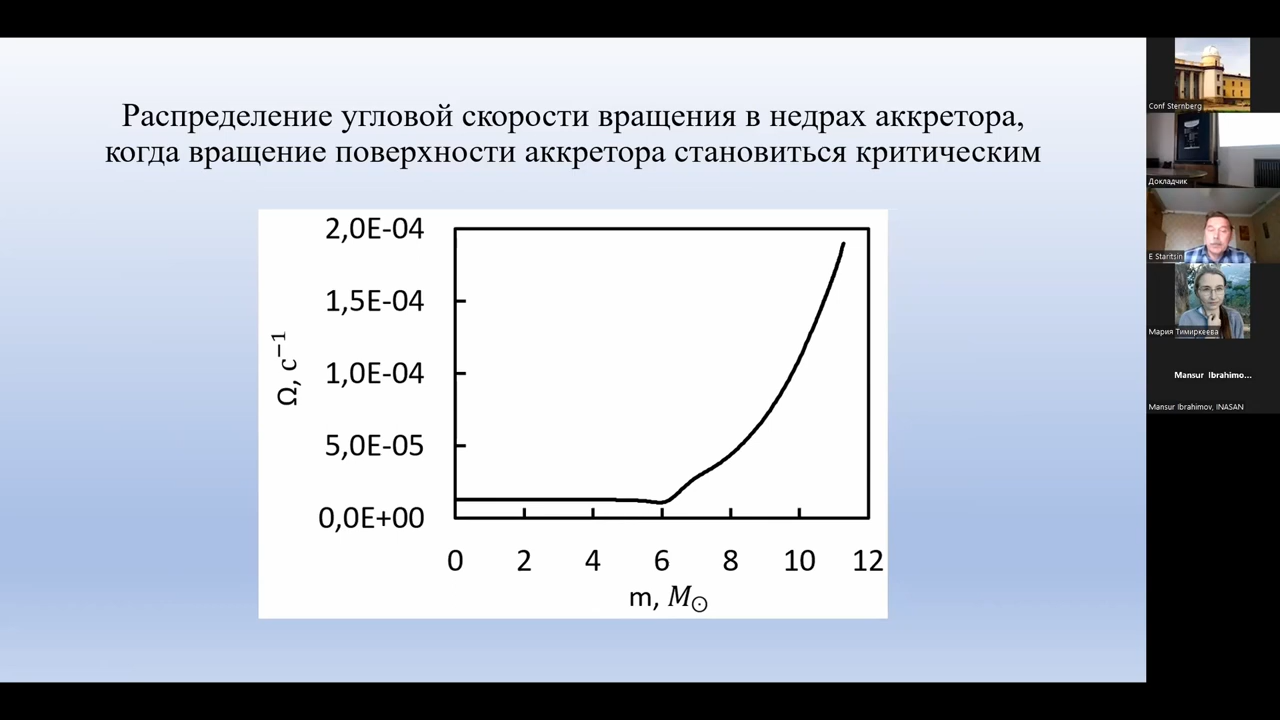 Распределение угловой скорости вращения в недрах аккретора,
когда вращение поверхности аккретора становиться критическим
2,0E-04
1,5E-04
1,0E-04
5,0E-05
0,0E+00
Ω, c⁻¹
0 2 4 6 8 10 12
m, M☉
Conf Sternberg
Докладчик
E Staritsin
Мария Тимиркеева
Mansur Ibrahimo...
Mansur Ibrahimov, INASAN